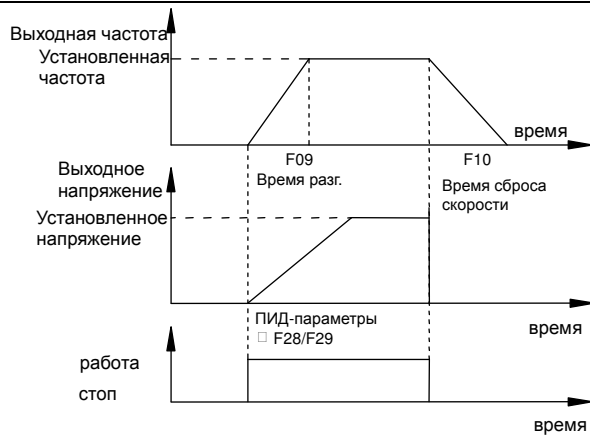 Выходная частота
Установленная
частота
время
F09
Время разг.
F10
Время сброса
скорости
Выходное
напряжение
Установленное
напряжение
время
ПИД-параметры
□ F28/F29
работа
стоп
время